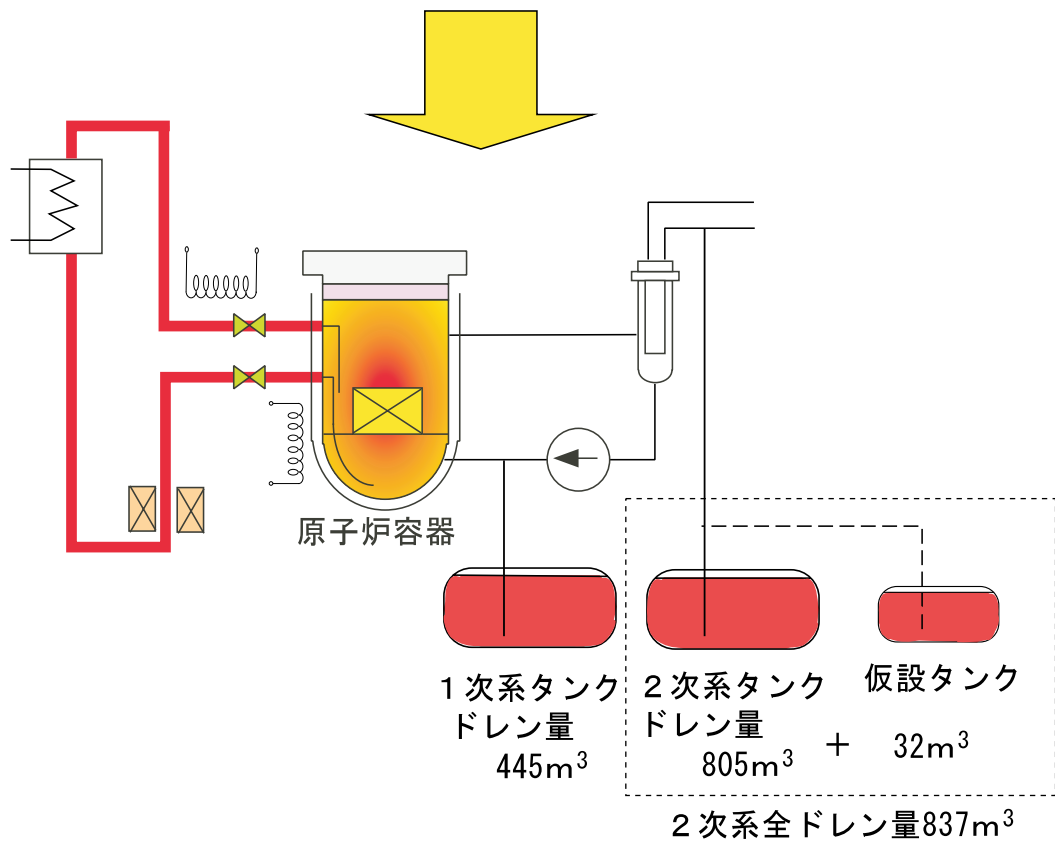 原子炉容器
１次系タンク
ドレン量
445m³
２次系タンク
ドレン量
805m³
＋
仮設タンク
32m³
２次系全ドレン量837m³